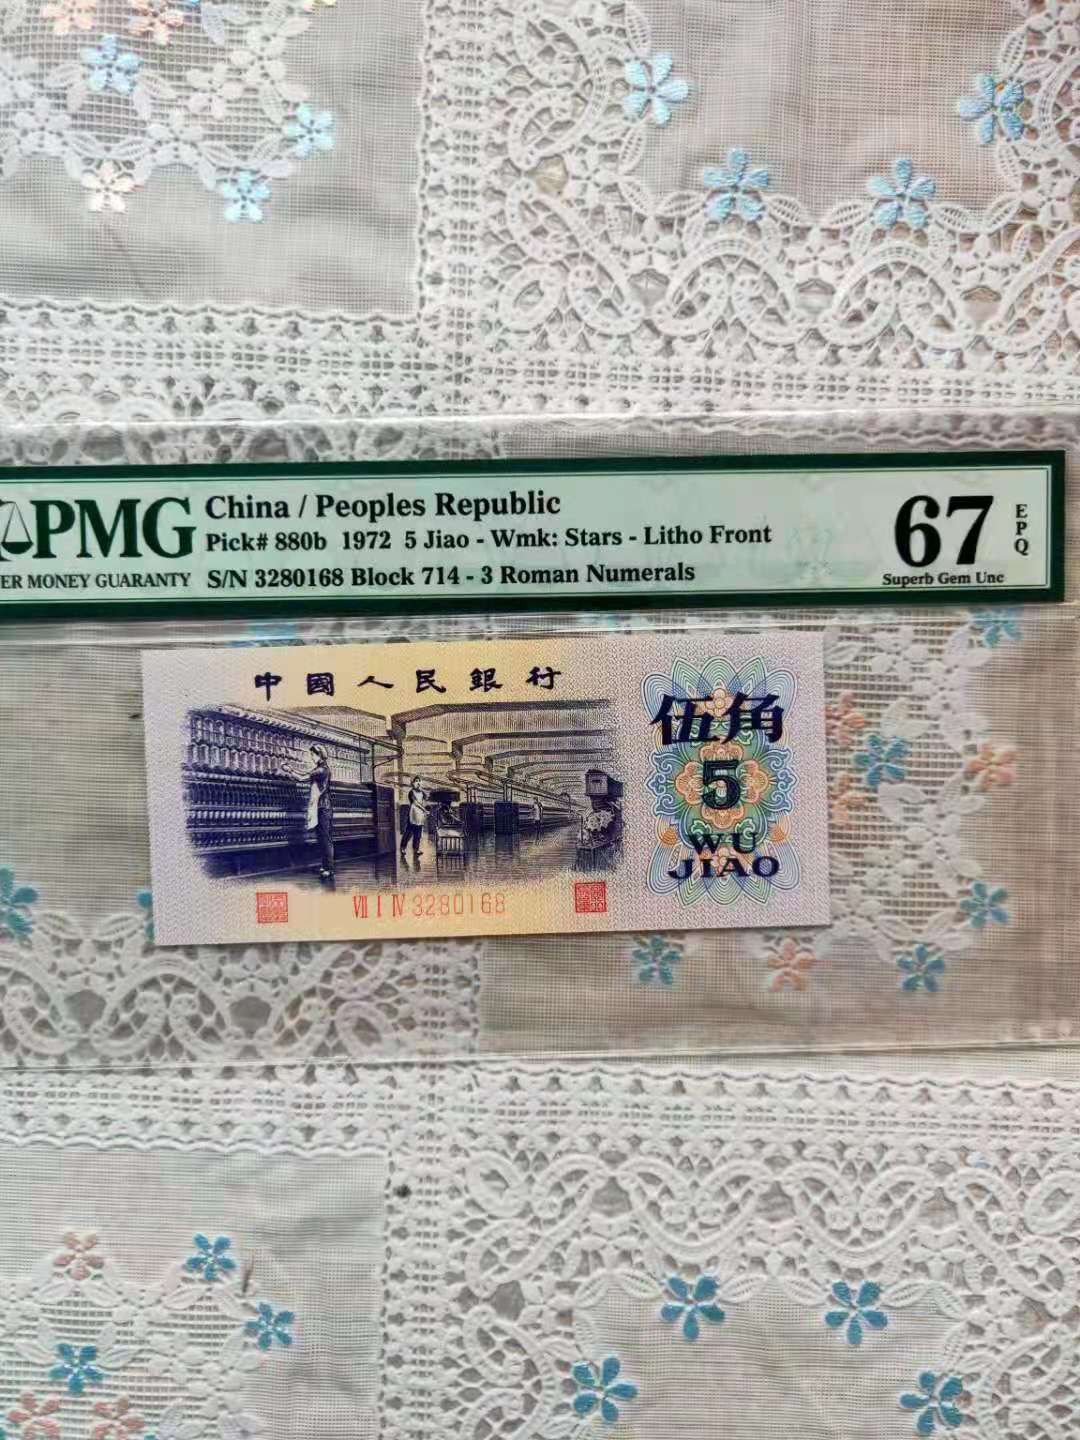 PMG
ER MONEY GUARANTY
China / Peoples Republic
Pick# 880b 1972 5 Jiao - Wmk: Stars - Litho Front
S/N 3280168 Block 714 - 3 Roman Numerals
67
EPQ
Superb Gem Unc
中國人民銀行
伍角
5
WU
JIAO
Ⅶ Ⅰ Ⅳ 3280168